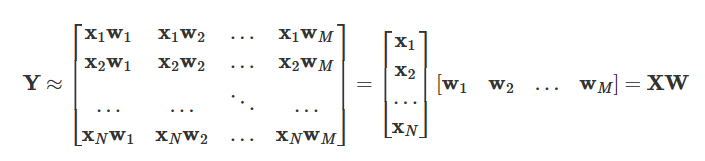 Y ≈ [x₁w₁ x₁w₂ … x₁w_M; x₂w₁ x₂w₂ … x₂w_M; … … ⋱ …; x_Nw₁ x_Nw₂ … x_Nw_M] = [x₁; x₂; …; x_N] [w₁ w₂ … w_M] = XW